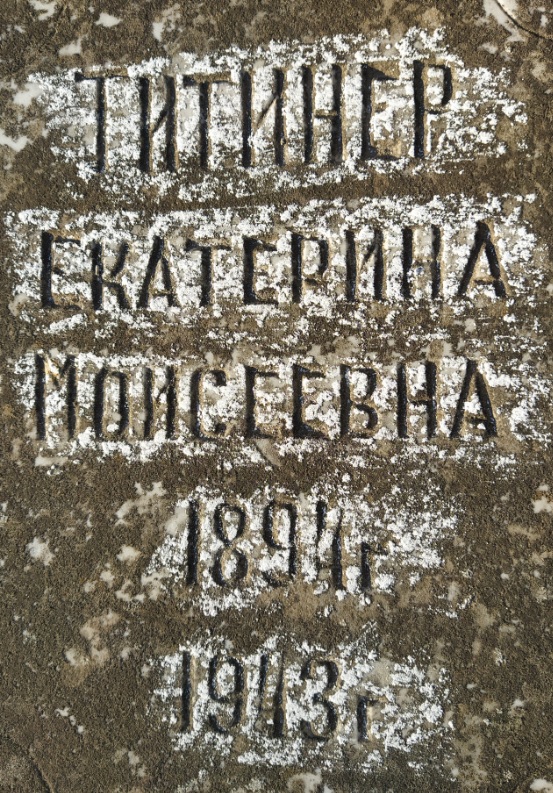 ТИТИНЕР
ЕКАТЕРИНА
МОИСЕЕВНА
1894г
1943г